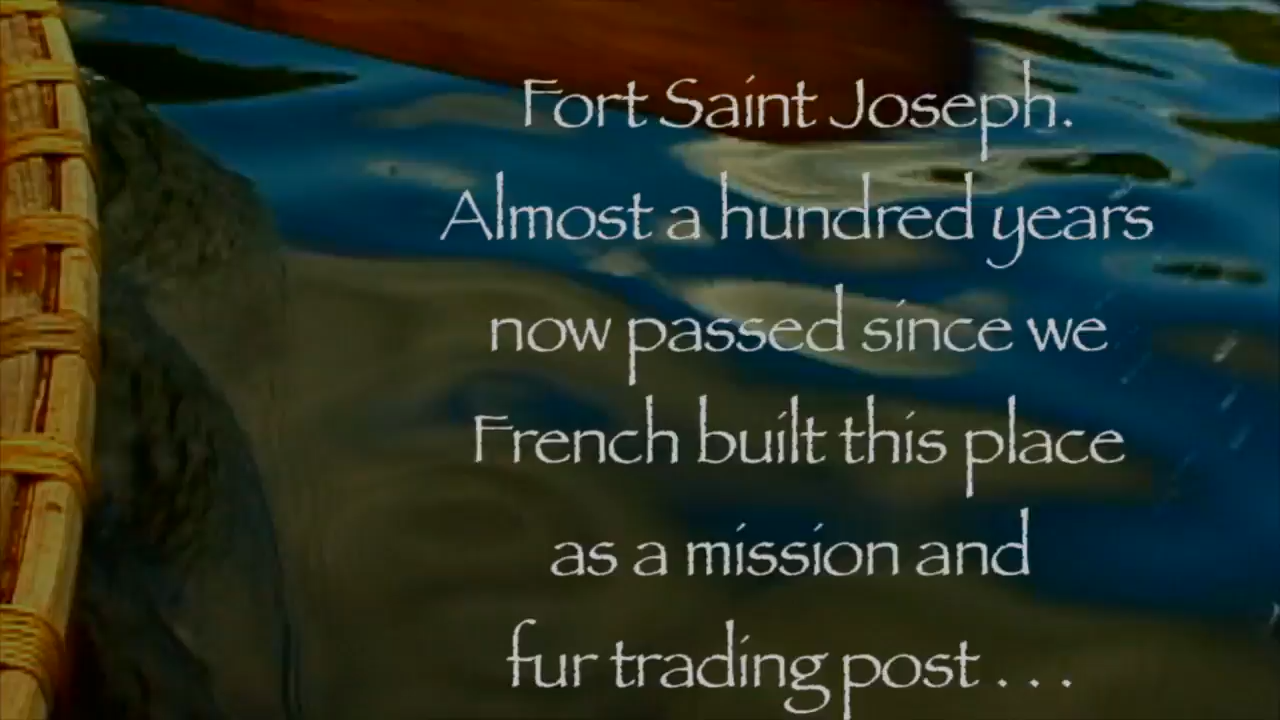 Fort Saint Joseph.
Almost a hundred years
now passed since we
French built this place
as a mission and
fur trading post . . .